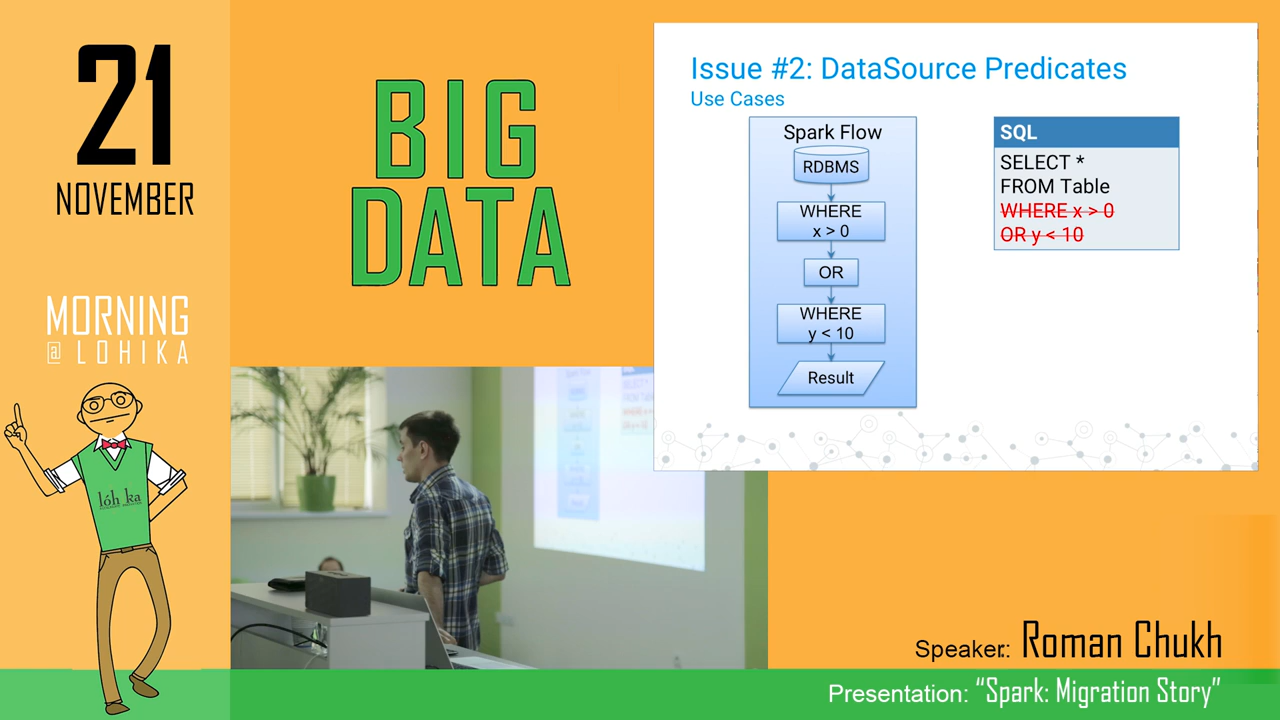 21
NOVEMBER
MORNING
@ LOHIKA
lóh ka
BIG
DATA
Issue #2: DataSource Predicates
Use Cases
Spark Flow
RDBMS
WHERE
x > 0
OR
WHERE
y < 10
Result
SQL
SELECT *
FROM Table
WHERE x > 0
OR y < 10
Speaker:: Roman Chukh
Presentation: “Spark: Migration Story”